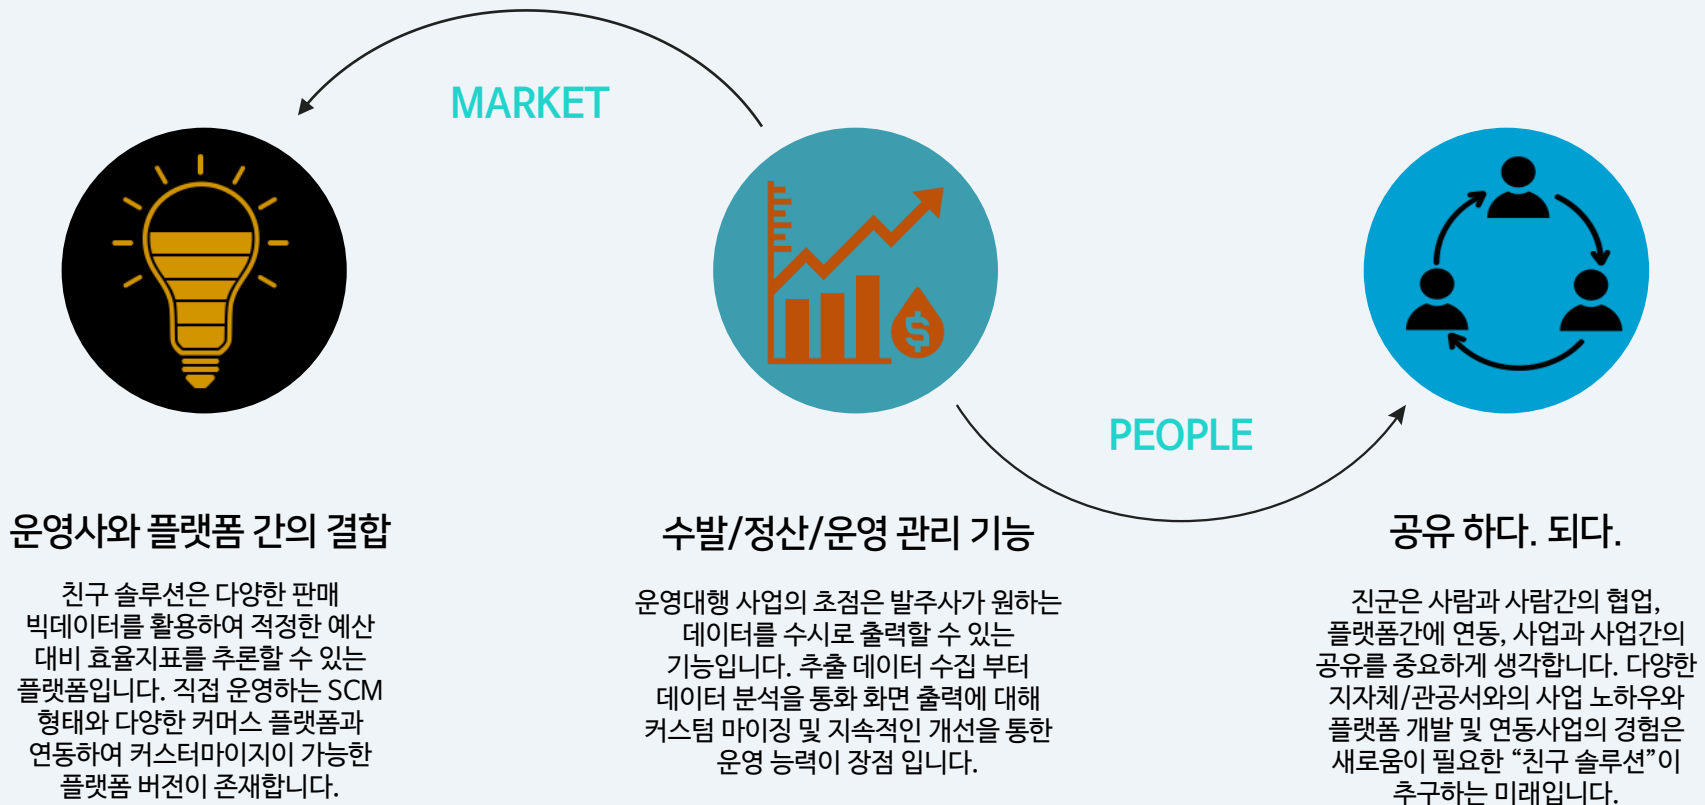 MARKET
PEOPLE
운영사와 플랫폼 간의 결합
친구 솔루션은 다양한 판매
빅데이터를 활용하여 적정한 예산
대비 효율지표를 추론할 수 있는
플랫폼입니다. 직접 운영하는 SCM
형태와 다양한 커머스 플랫폼과
연동하여 커스터마이지이 가능한
플랫폼 버전이 존재합니다.
수발/정산/운영 관리 기능
운영대행 사업의 초점은 발주사가 원하는
데이터를 수시로 출력할 수 있는
기능입니다. 추출 데이터 수집 부터
데이터 분석을 통화 화면 출력에 대해
커스텀 마이징 및 지속적인 개선을 통한
운영 능력이 장점 입니다.
공유 하다. 되다.
진군은 사람과 사람간의 협업,
플랫폼간에 연동, 사업과 사업간의
공유를 중요하게 생각합니다. 다양한
지자체/관공서와의 사업 노하우와
플랫폼 개발 및 연동사업의 경험은
새로움이 필요한 “친구 솔루션”이
추구하는 미래입니다.